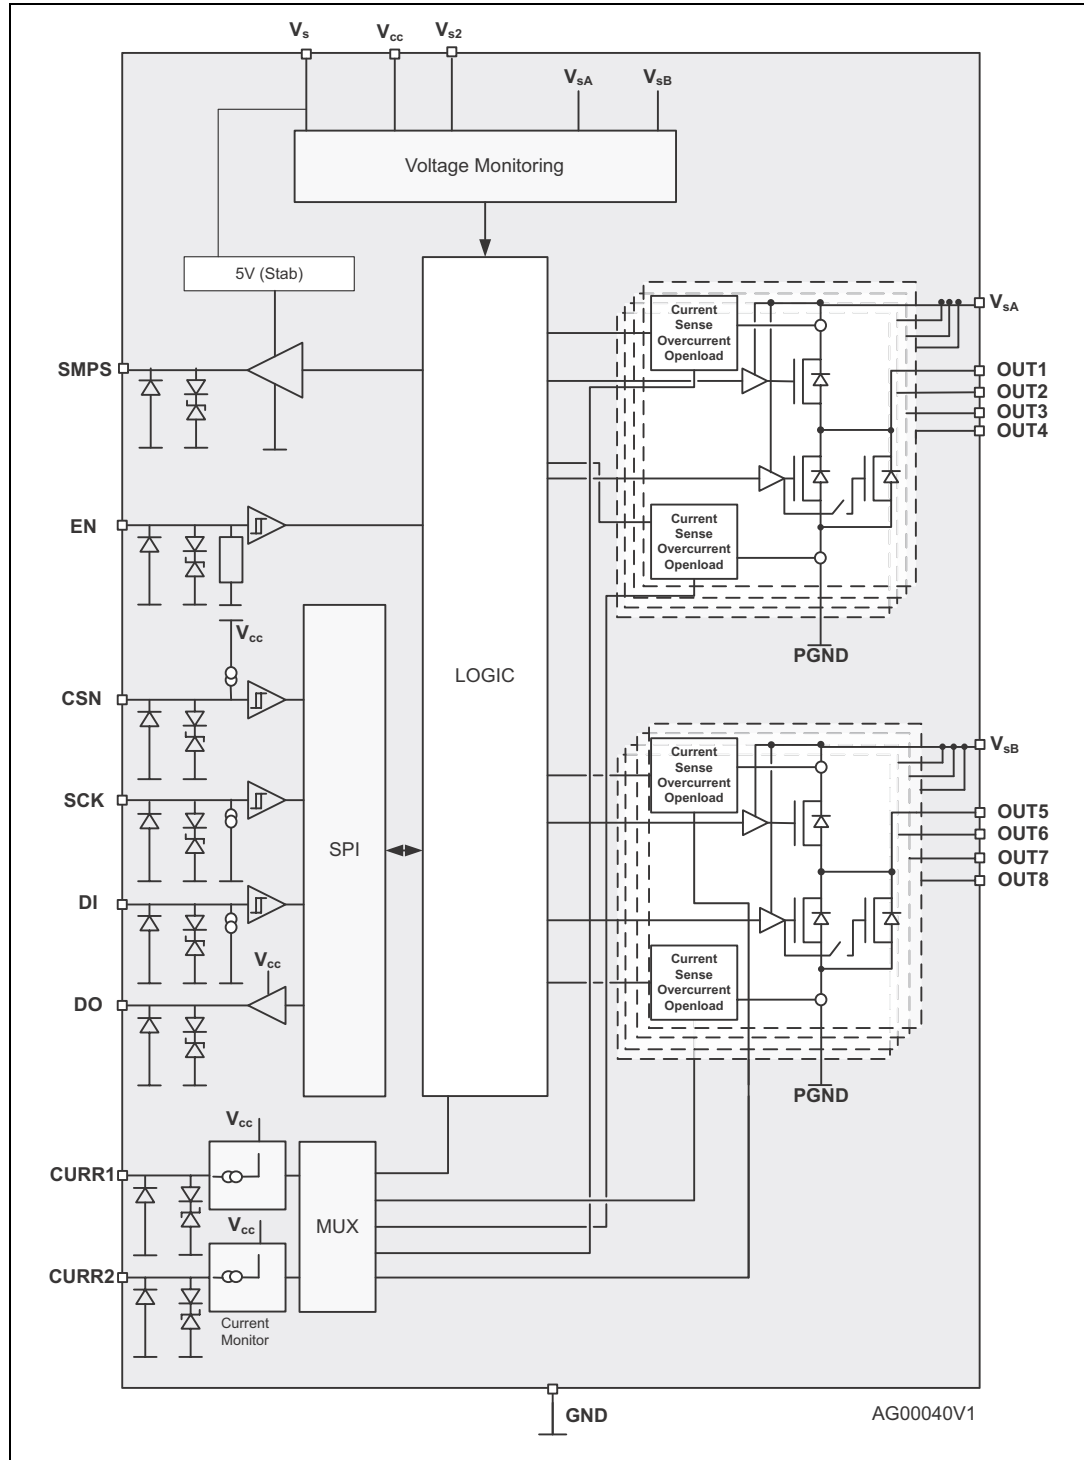 Vs
Vcc
Vs2
VsA
VsB
Voltage Monitoring
5V (Stab)
SMPS
EN
Vcc
CSN
SCK
DI
Vcc
DO
SPI
LOGIC
Current
Sense
Overcurrent
Openload
Current
Sense
Overcurrent
Openload
VsA
OUT1
OUT2
OUT3
OUT4
PGND
Current
Sense
Overcurrent
Openload
Current
Sense
Overcurrent
Openload
VsB
OUT5
OUT6
OUT7
OUT8
PGND
Vcc
CURR1
Vcc
CURR2
MUX
Current
Monitor
GND
AG00040V1